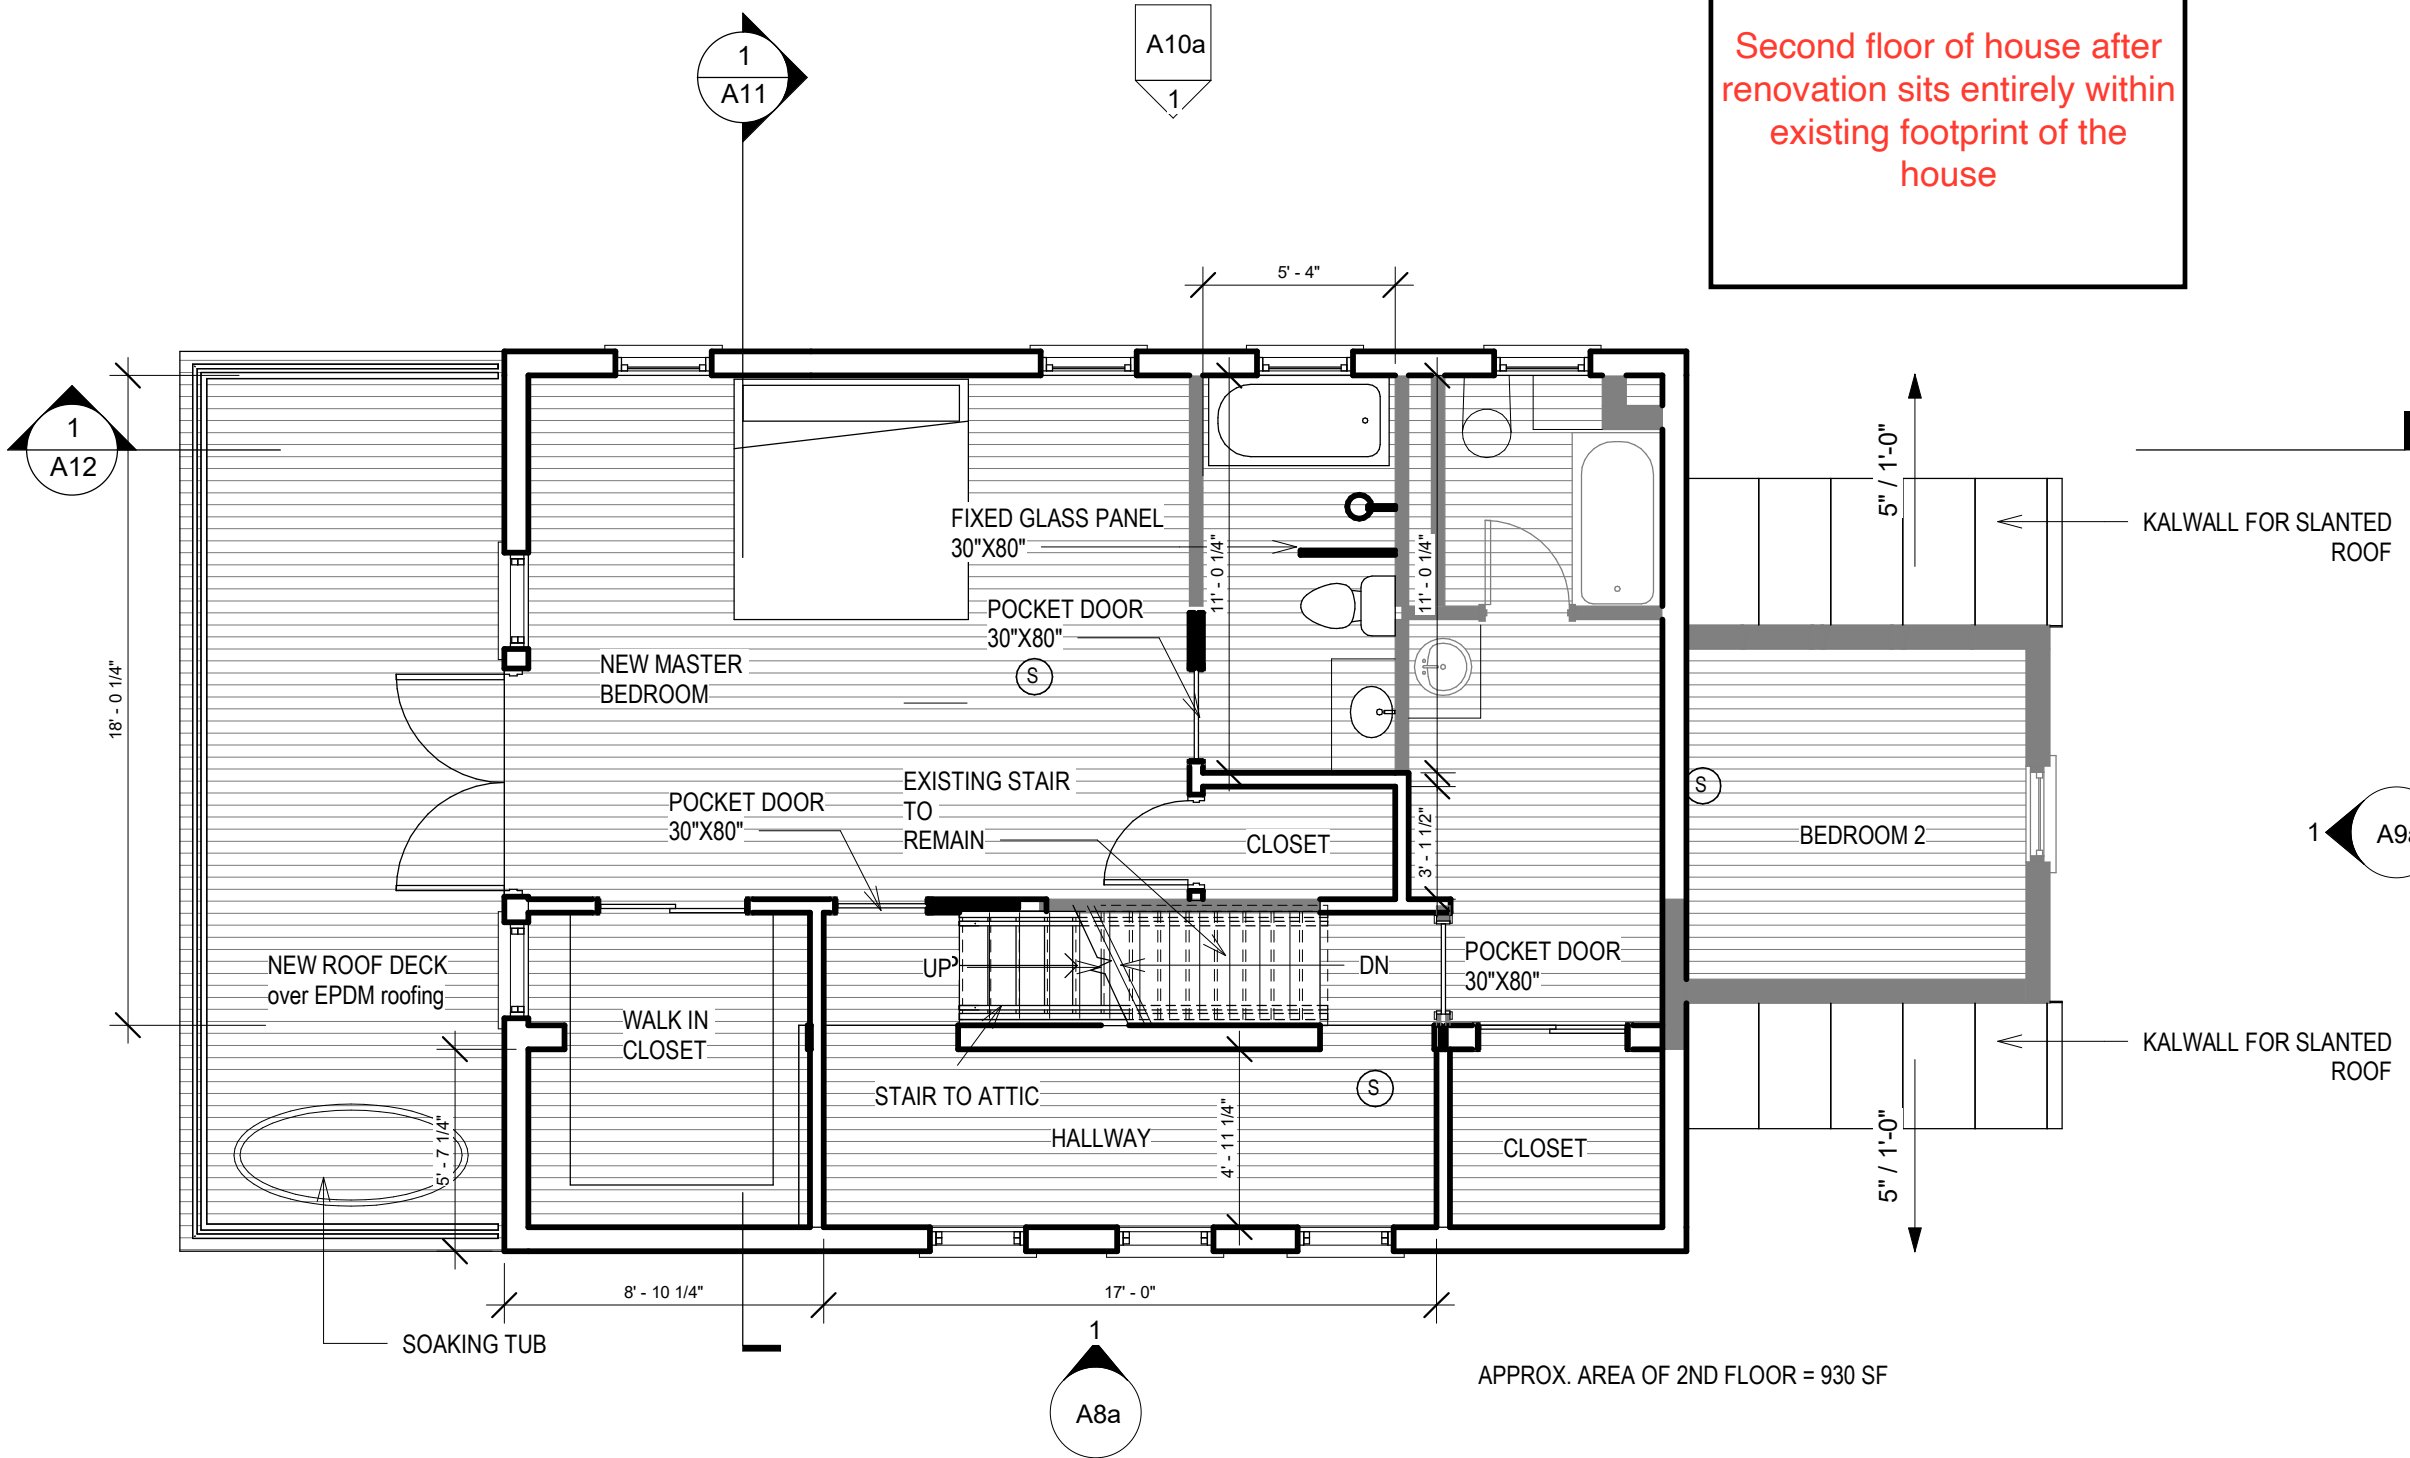 1
A11
A10a
1
Second floor of house after
renovation sits entirely within
existing footprint of the
house
5' - 4"
1
A12
5" / 1'-0"
FIXED GLASS PANEL
30"X80"
KALWALL FOR SLANTED
ROOF
11' - 0 1/4"
11' - 0 1/4"
POCKET DOOR
30"X80"
18' - 0 1/4"
NEW MASTER
BEDROOM
S
EXISTING STAIR
TO
REMAIN
POCKET DOOR
30"X80"
S
CLOSET
3' - 1 1/2"
BEDROOM 2
1
NEW ROOF DECK
over EPDM roofing
UP
DN
POCKET DOOR
30"X80"
WALK IN
CLOSET
KALWALL FOR SLANTED
ROOF
STAIR TO ATTIC
S
5' - 7 1/4"
HALLWAY
4' - 11 1/4"
CLOSET
5" / 1'-0"
8' - 10 1/4"
17' - 0"
SOAKING TUB
1
A8a
APPROX. AREA OF 2ND FLOOR = 930 SF